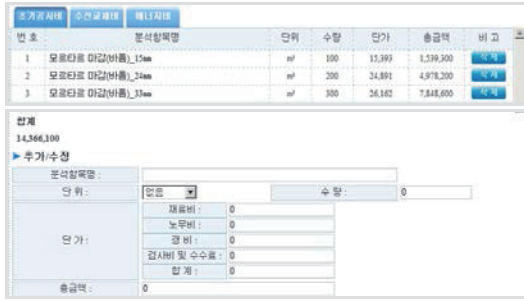 초기공사비 수선교체비 에너지비
번 호 분석항목명 단위 수량 단가 총금액 비 고
1 모르타르 마감(바름)_15mm ㎡ 100 15,393 1,539,300 삭 제
2 모르타르 마감(바름)_24mm ㎡ 200 24,891 4,978,200 삭 제
3 모르타르 마감(바름)_33mm ㎡ 300 26,162 7,848,600 삭 제
합계
14,366,100
▶ 추가/수정
분석항목명 :
단 위 : 없음 수 량 : 0
재료비 : 0
노무비 : 0
단 가 : 경 비 : 0
검사비 및 수수료 : 0
합 계 : 0
총금액 : 0